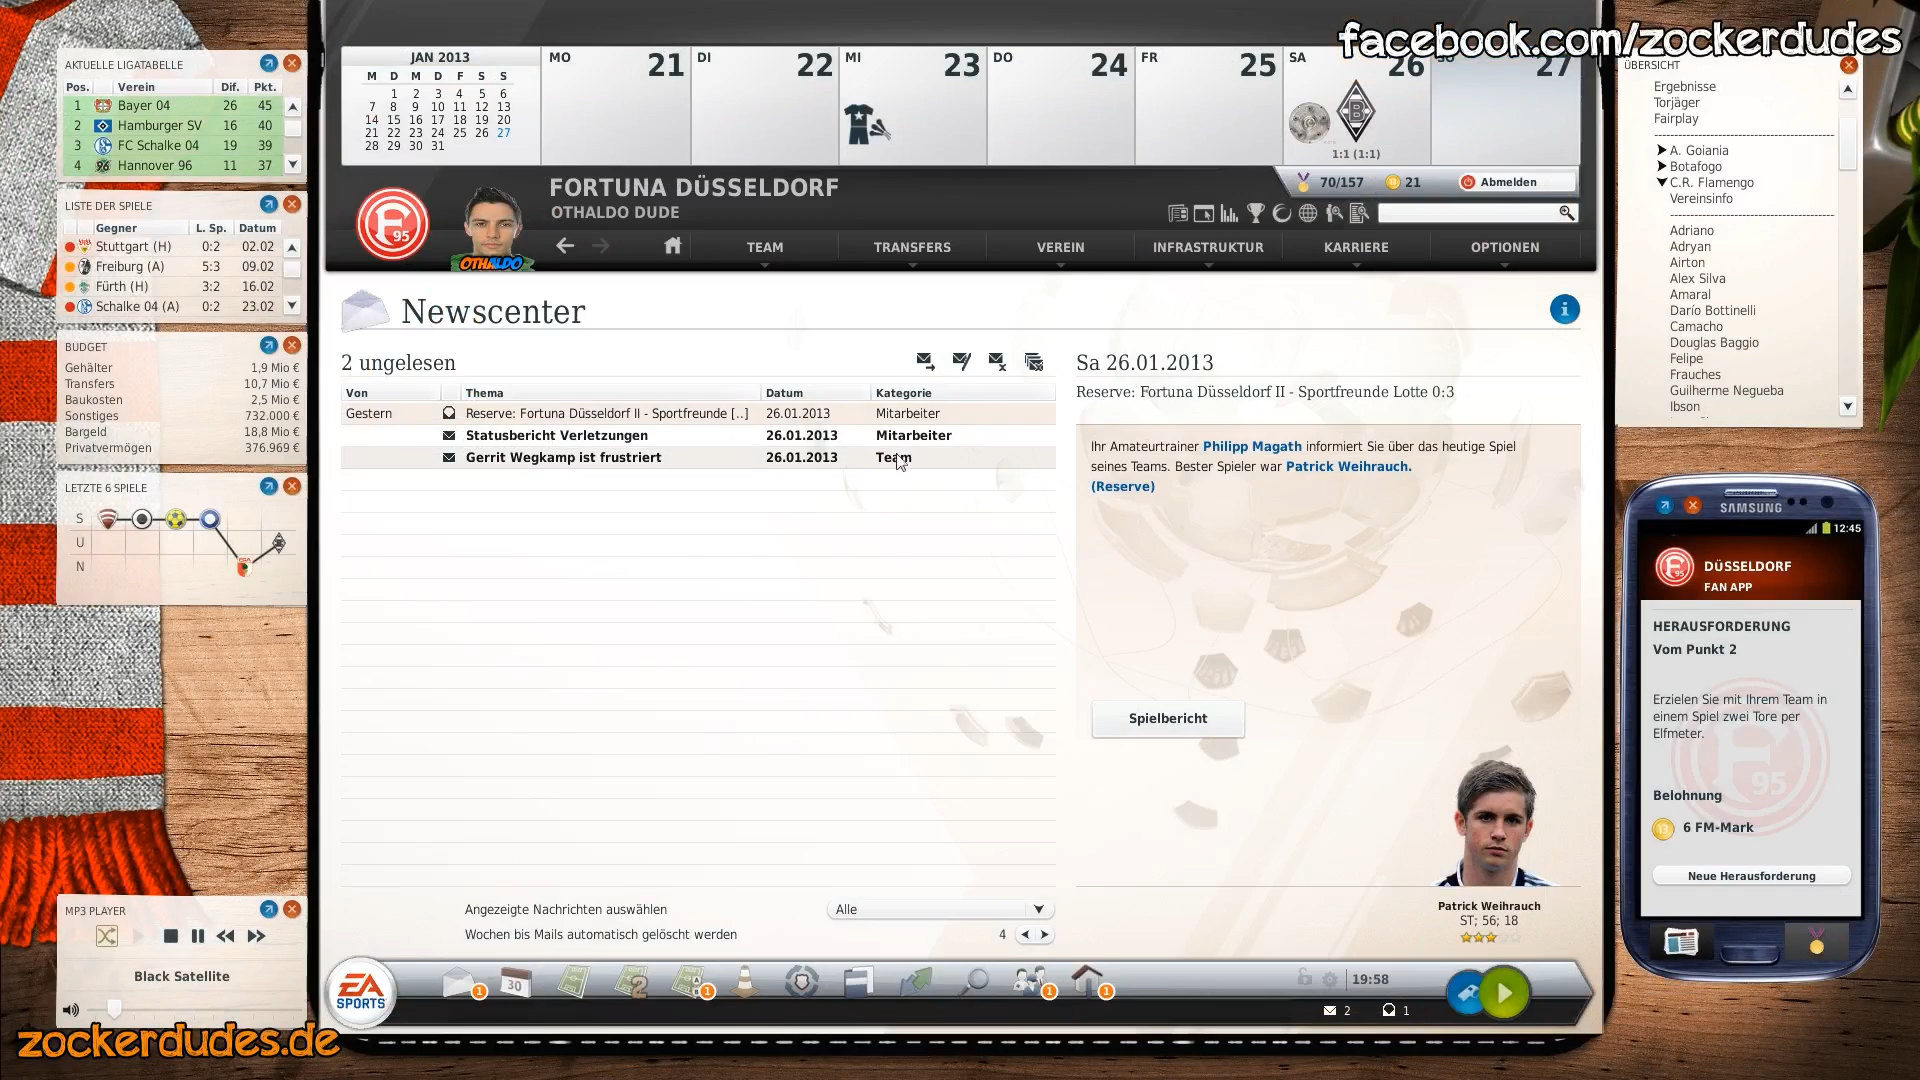 facebook.com/zockerdudes
AKTUELLE LIGATABELLE
Pos. Verein Dif. Pkt.
1 Bayer 04 26 45
2 Hamburger SV 16 40
3 FC Schalke 04 19 39
4 Hannover 96 11 37
LISTE DER SPIELE
Gegner L. Sp. Datum
Stuttgart (H) 0:2 02.02
Freiburg (A) 5:3 09.02
Fürth (H) 3:2 16.02
Schalke 04 (A) 0:2 23.02
BUDGET
Gehälter 1,9 Mio €
Transfers 10,7 Mio €
Baukosten 2,5 Mio €
Sonstiges 732.000 €
Bargeld 18,8 Mio €
Privatvermögen 376.969 €
LETZTE 6 SPIELE
S
U
N
MP3 PLAYER
Black Satellite
zockerdudes.de
JAN 2013
M D M D F S S
1 2 3 4 5 6
7 8 9 10 11 12 13
14 15 16 17 18 19 20
21 22 23 24 25 26 27
28 29 30 31
MO 21
DI 22
MI 23
DO 24
FR 25
SA 26
1:1 (1:1)
SO 27
F95
OTHALDO
FORTUNA DÜSSELDORF
OTHALDO DUDE
70/157 21 Abmelden
TEAM TRANSFERS VEREIN INFRASTRUKTUR KARRIERE OPTIONEN
Newscenter
2 ungelesen
Von Thema Datum Kategorie
Gestern Reserve: Fortuna Düsseldorf II - Sportfreunde [..] 26.01.2013 Mitarbeiter
Statusbericht Verletzungen 26.01.2013 Mitarbeiter
Gerrit Wegkamp ist frustriert 26.01.2013 Team
Angezeigte Nachrichten auswählen Alle
Wochen bis Mails automatisch gelöscht werden 4
Sa 26.01.2013
Reserve: Fortuna Düsseldorf II - Sportfreunde Lotte 0:3
Ihr Amateurtrainer Philipp Magath informiert Sie über das heutige Spiel
seines Teams. Bester Spieler war Patrick Weihrauch.
(Reserve)
Spielbericht
Patrick Weihrauch
ST; 56; 18
EA
SPORTS
1 30 2 1 1 1
19:58
2 1
ÜBERSICHT
Ergebnisse
Torjäger
Fairplay
A. Goiania
Botafogo
C.R. Flamengo
Vereinsinfo
Adriano
Adryan
Airton
Alex Silva
Amaral
Darío Bottinelli
Camacho
Douglas Baggio
Felipe
Frauches
Guilherme Negueba
Ibson
SAMSUNG
12:45
F95
DÜSSELDORF
FAN APP
HERAUSFORDERUNG
Vom Punkt 2
Erzielen Sie mit Ihrem Team in
einem Spiel zwei Tore per
Elfmeter.
Belohnung
6 FM-Mark
Neue Herausforderung